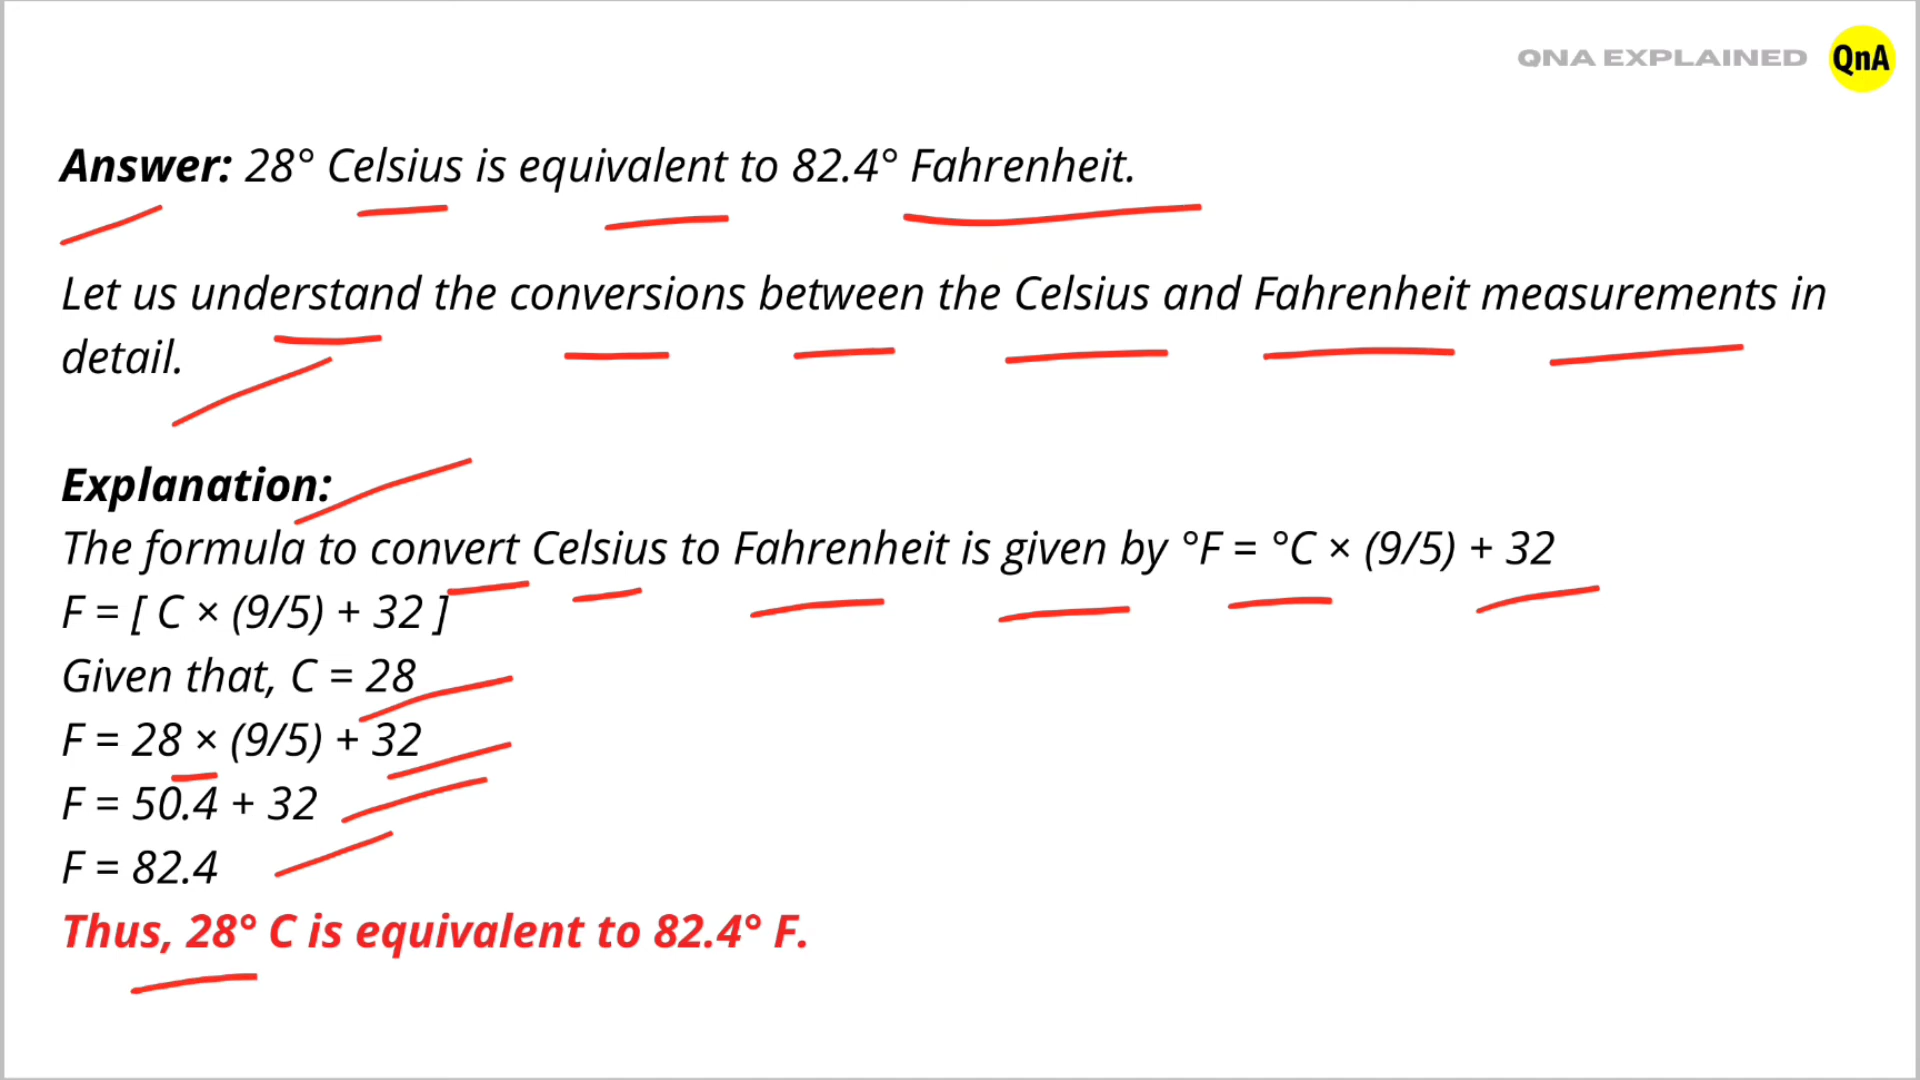 QNA EXPLAINED QnA
Answer: 28° Celsius is equivalent to 82.4° Fahrenheit.
Let us understand the conversions between the Celsius and Fahrenheit measurements in
detail.
Explanation:
The formula to convert Celsius to Fahrenheit is given by °F = °C × (9/5) + 32
F = [ C × (9/5) + 32 ]
Given that, C = 28
F = 28 × (9/5) + 32
F = 50.4 + 32
F = 82.4
Thus, 28° C is equivalent to 82.4° F.